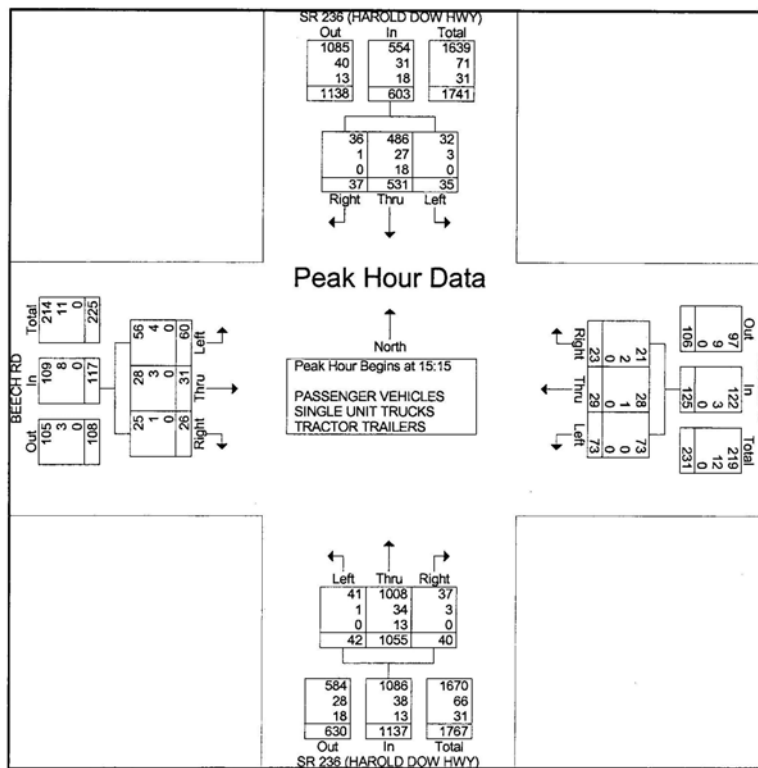 SR 236 (HAROLD DOW HWY)
Out In Total
1085 554 1639
40 31 71
13 18 31
1138 603 1741
36 486 32
1 27 3
0 18 0
37 531 35
Right Thru Left
Peak Hour Data
North
Peak Hour Begins at 15:15
PASSENGER VEHICLES
SINGLE UNIT TRUCKS
TRACTOR TRAILERS
BEECH RD
Total
214
11
0
225
In
109
8
0
117
Out
105
3
0
108
56
4
0
60
Left
28
3
0
31
Thru
25
1
0
26
Right
Right
23
0
2
21
Thru
29
0
1
28
Left
73
0
0
73
Out
97
9
0
106
In
122
3
0
125
Total
219
12
0
231
Left Thru Right
41 1008 37
1 34 3
0 13 0
42 1055 40
584 1086 1670
28 38 66
18 13 31
630 1137 1767
Out In Total
SR 236 (HAROLD DOW HWY)